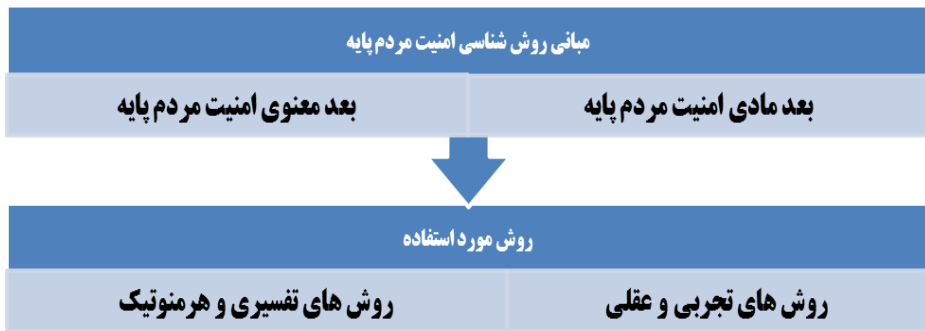 مبانی روش شناسی امنیت مردم پایه
بعد مادی امنیت مردم پایه
بعد معنوی امنیت مردم پایه
روش مورد استفاده
روش های تجربی و عقلی
روش های تفسیری و هرمنوتیک